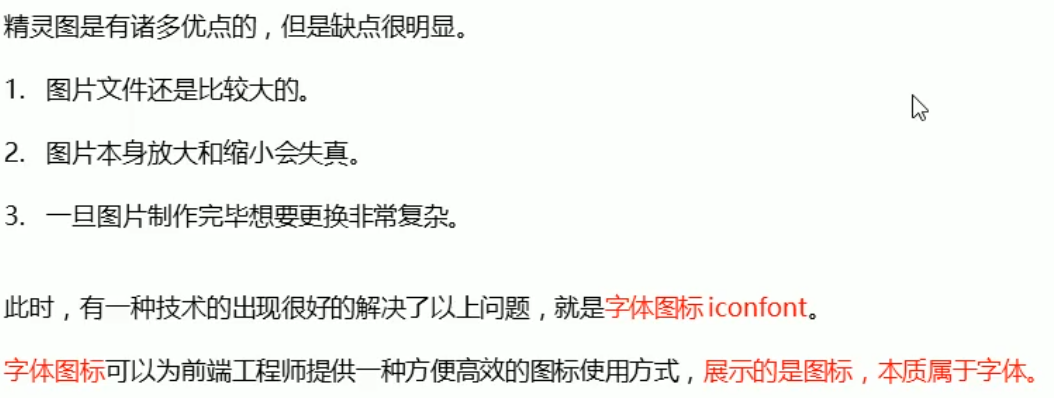 精灵图是有诸多优点的，但是缺点很明显。
1. 图片文件还是比较大的。
2. 图片本身放大和缩小会失真。
3. 一旦图片制作完毕想要更换非常复杂。
此时，有一种技术的出现很好的解决了以上问题，就是字体图标 iconfont。
字体图标可以为前端工程师提供一种方便高效的图标使用方式，展示的是图标，本质属于字体。